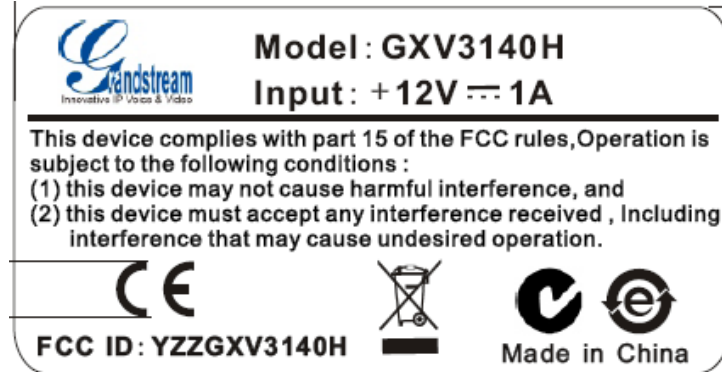 Grandstream
Innovative IP Voice & Video
Model: GXV3140H
Input: +12V ⎓ 1A
This device complies with part 15 of the FCC rules,Operation is
subject to the following conditions :
(1) this device may not cause harmful interference, and
(2) this device must accept any interference received , Including
interference that may cause undesired operation.
CE
e
FCC ID: YZZGXV3140H
Made in China